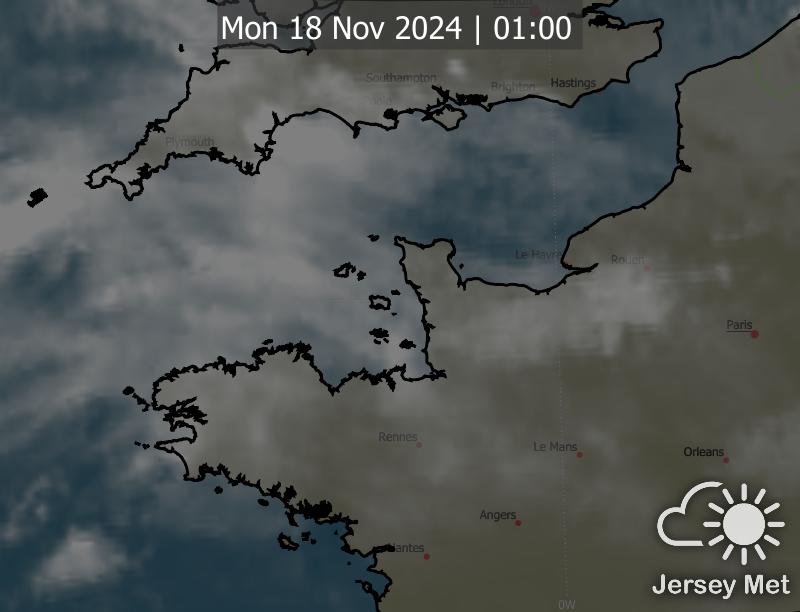 London
Mon 18 Nov 2024 | 01:00
Southampton
Brighton
Hastings
Plymouth
Le Havre
Rouen
Paris
Rennes
Le Mans
Orleans
Angers
Nantes
Jersey Met
0W